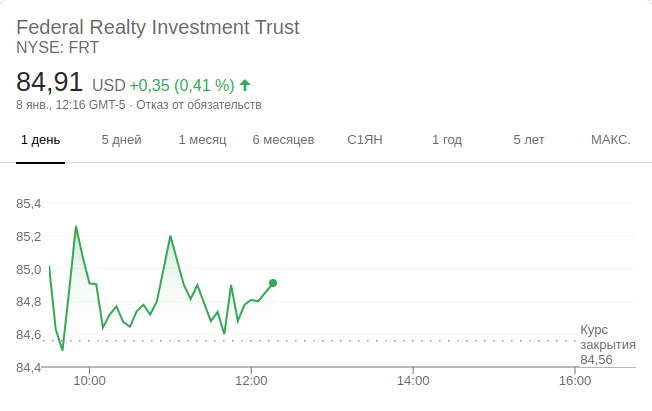 Federal Realty Investment Trust
NYSE: FRT
84,91 USD +0,35 (0,41 %)
8 янв., 12:16 GMT-5 · Отказ от обязательств
1 день 5 дней 1 месяц 6 месяцев С1ЯН 1 год 5 лет МАКС.
85,4
85,2
85,0
84,8
84,6
84,4
Курс
закрытия
84,56
10:00 12:00 14:00 16:00